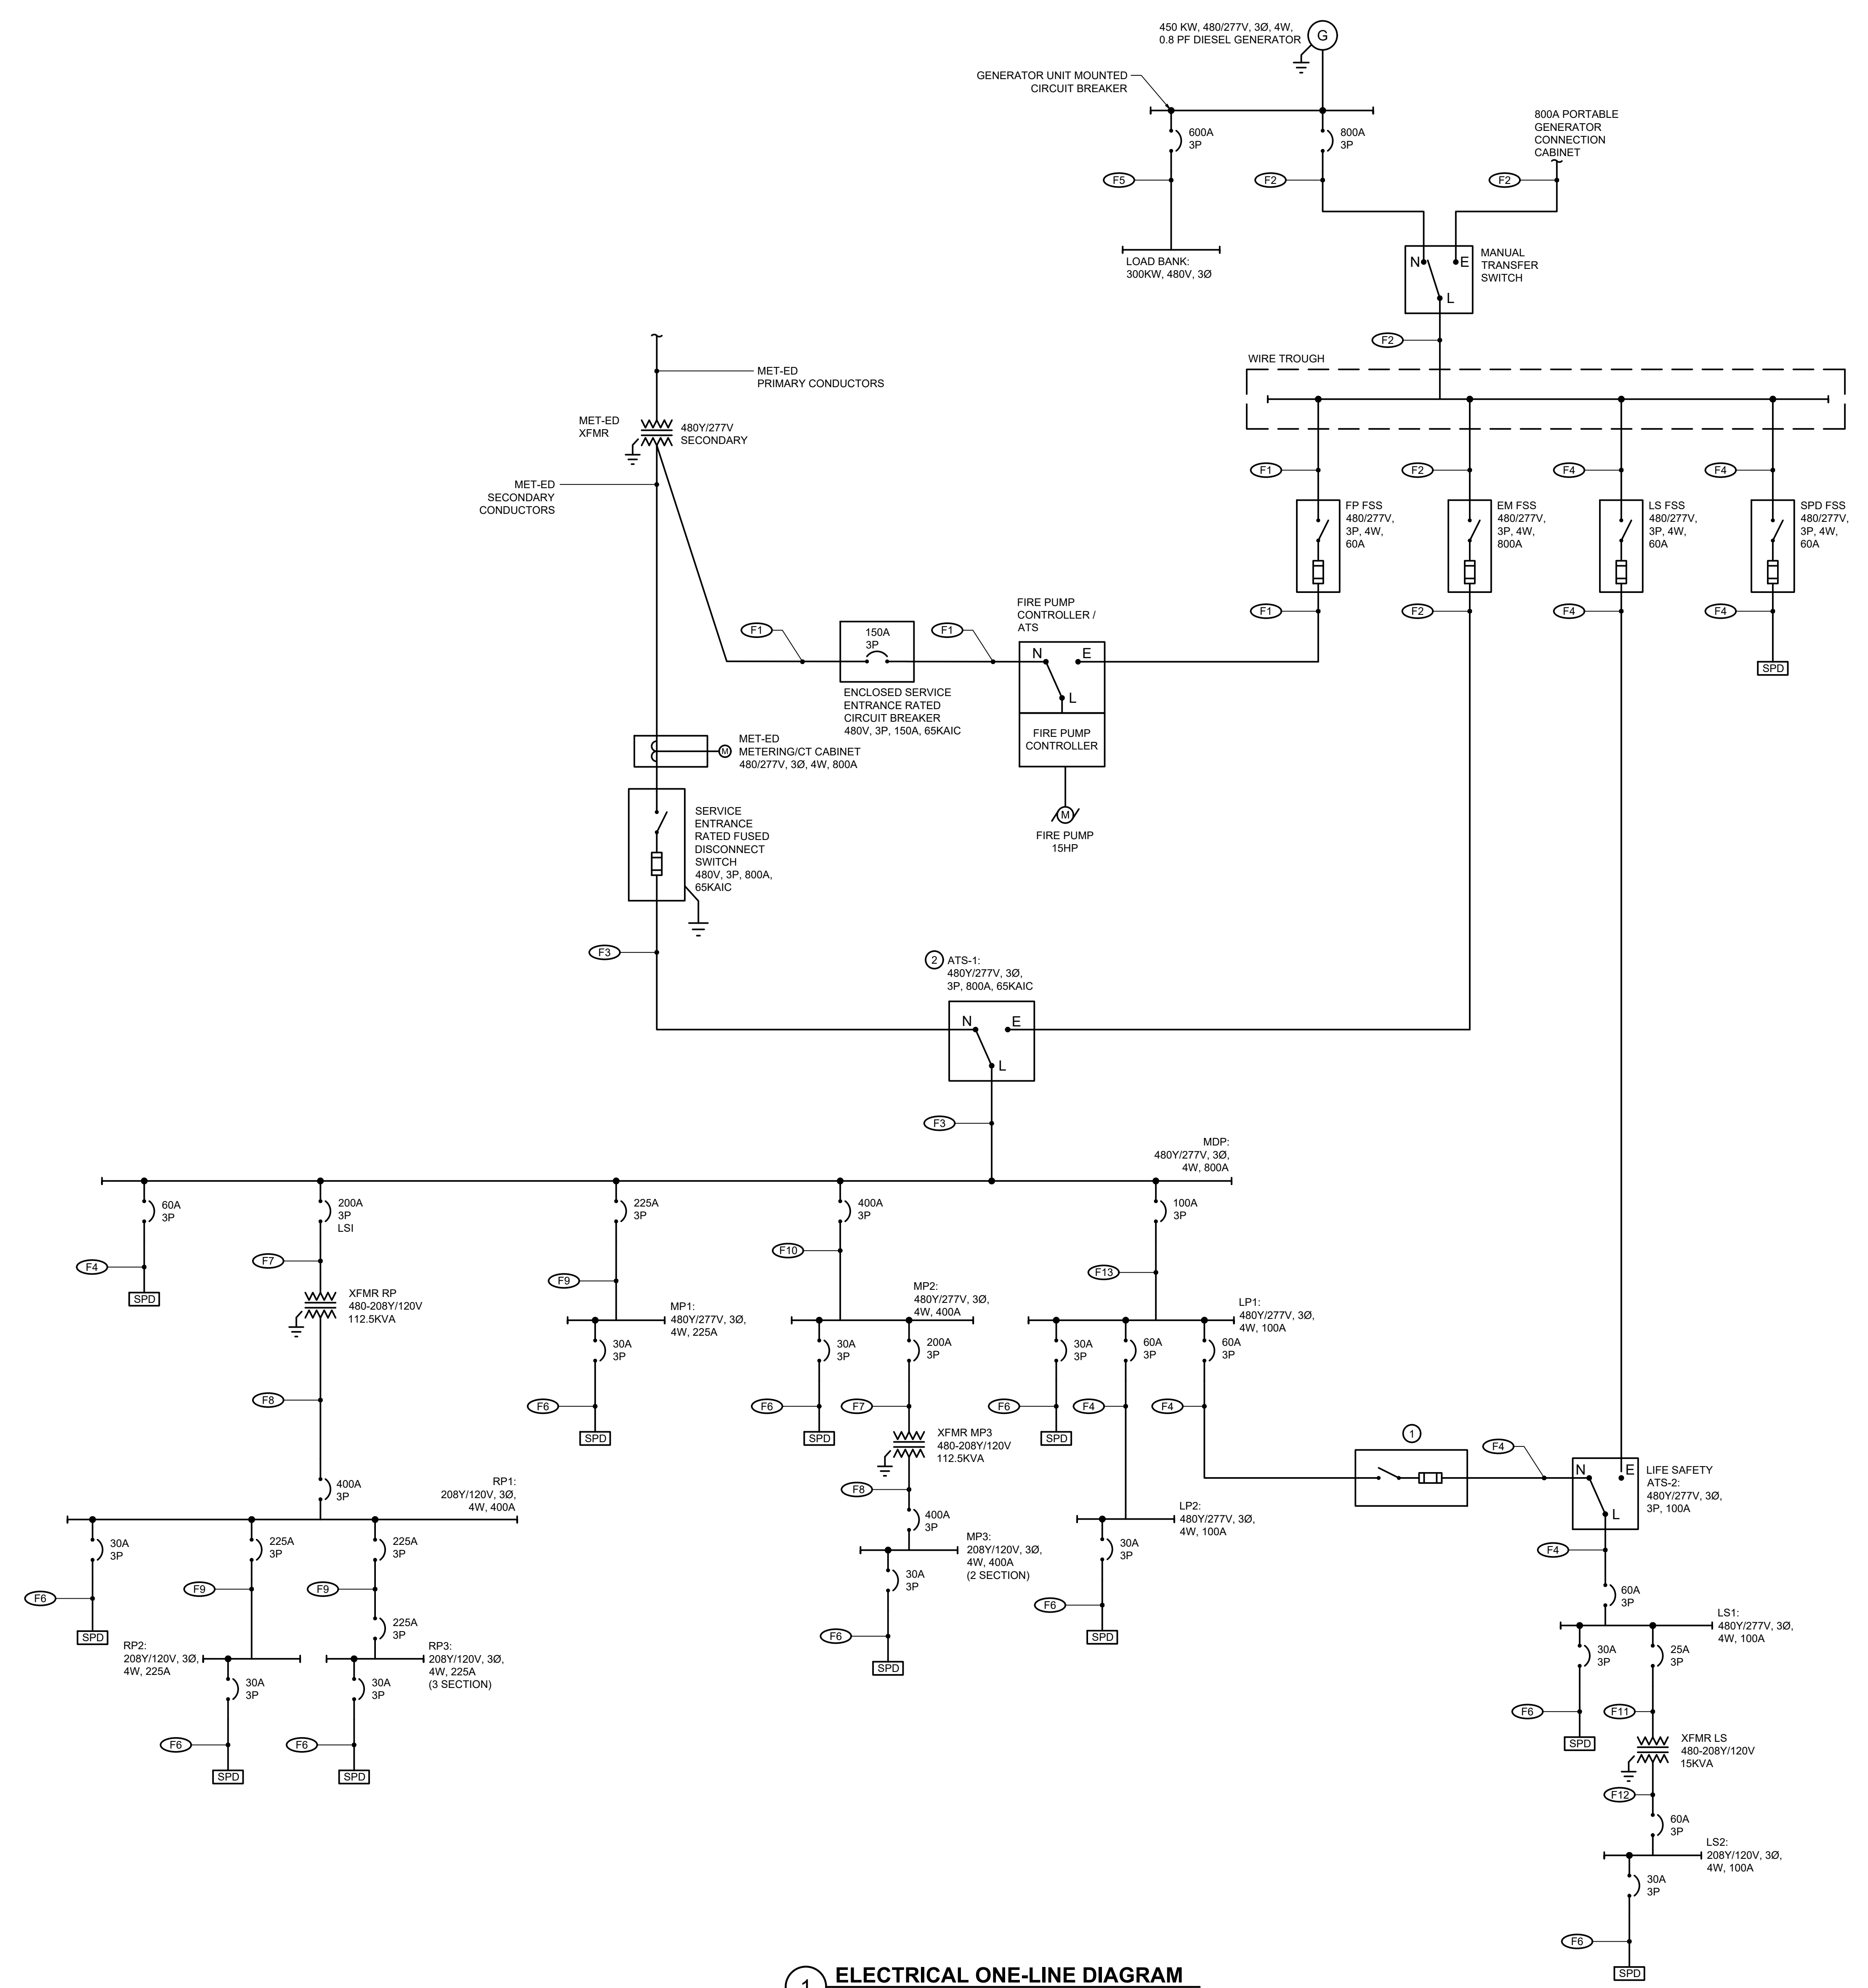 450 KW, 480/277V, 3Ø, 4W,
0.8 PF DIESEL GENERATOR
G
GENERATOR UNIT MOUNTED
CIRCUIT BREAKER
600A
3P
800A
3P
800A PORTABLE
GENERATOR
CONNECTION
CABINET
F5
F2
F2
LOAD BANK:
300KW, 480V, 3Ø
N
E
L
MANUAL
TRANSFER
SWITCH
F2
WIRE TROUGH
MET-ED
PRIMARY CONDUCTORS
MET-ED
XFMR
480Y/277V
SECONDARY
MET-ED
SECONDARY
CONDUCTORS
F1
F2
F4
F4
FP FSS
480/277V,
3P, 4W,
60A
EM FSS
480/277V,
3P, 4W,
800A
LS FSS
480/277V,
3P, 4W,
60A
SPD FSS
480/277V,
3P, 4W,
60A
F1
F2
F4
F4
SPD
F1
150A
3P
ENCLOSED SERVICE
ENTRANCE RATED
CIRCUIT BREAKER
480V, 3P, 150A, 65KAIC
F1
FIRE PUMP
CONTROLLER /
ATS
N
E
L
FIRE PUMP
CONTROLLER
M
FIRE PUMP
15HP
M
MET-ED
METERING/CT CABINET
480/277V, 3Ø, 4W, 800A
SERVICE
ENTRANCE
RATED FUSED
DISCONNECT
SWITCH
480V, 3P, 800A,
65KAIC
F3
2
ATS-1:
480Y/277V, 3Ø,
3P, 800A, 65KAIC
N
E
L
F3
MDP:
480Y/277V, 3Ø,
4W, 800A
60A
3P
F4
SPD
200A
3P
LSI
F7
XFMR RP
480-208Y/120V
112.5KVA
F8
400A
3P
RP1:
208Y/120V, 3Ø,
4W, 400A
30A
3P
F6
SPD
225A
3P
F9
RP2:
208Y/120V, 3Ø,
4W, 225A
30A
3P
F6
SPD
225A
3P
F9
225A
3P
RP3:
208Y/120V, 3Ø,
4W, 225A
(3 SECTION)
30A
3P
F6
SPD
225A
3P
F9
MP1:
480Y/277V, 3Ø,
4W, 225A
30A
3P
F6
SPD
400A
3P
F10
MP2:
480Y/277V, 3Ø,
4W, 400A
30A
3P
F6
SPD
200A
3P
F7
XFMR MP3
480-208Y/120V
112.5KVA
F8
400A
3P
MP3:
208Y/120V, 3Ø,
4W, 400A
(2 SECTION)
30A
3P
F6
SPD
100A
3P
F13
LP1:
480Y/277V, 3Ø,
4W, 100A
30A
3P
F6
SPD
60A
3P
F4
LP2:
480Y/277V, 3Ø,
4W, 100A
30A
3P
F6
SPD
60A
3P
F4
1
F4
N
E
L
LIFE SAFETY
ATS-2:
480Y/277V, 3Ø,
3P, 100A
F4
60A
3P
LS1:
480Y/277V, 3Ø,
4W, 100A
30A
3P
F6
SPD
25A
3P
F11
XFMR LS
480-208Y/120V
15KVA
F12
60A
3P
LS2:
208Y/120V, 3Ø,
4W, 100A
30A
3P
F6
SPD
1
ELECTRICAL ONE-LINE DIAGRAM